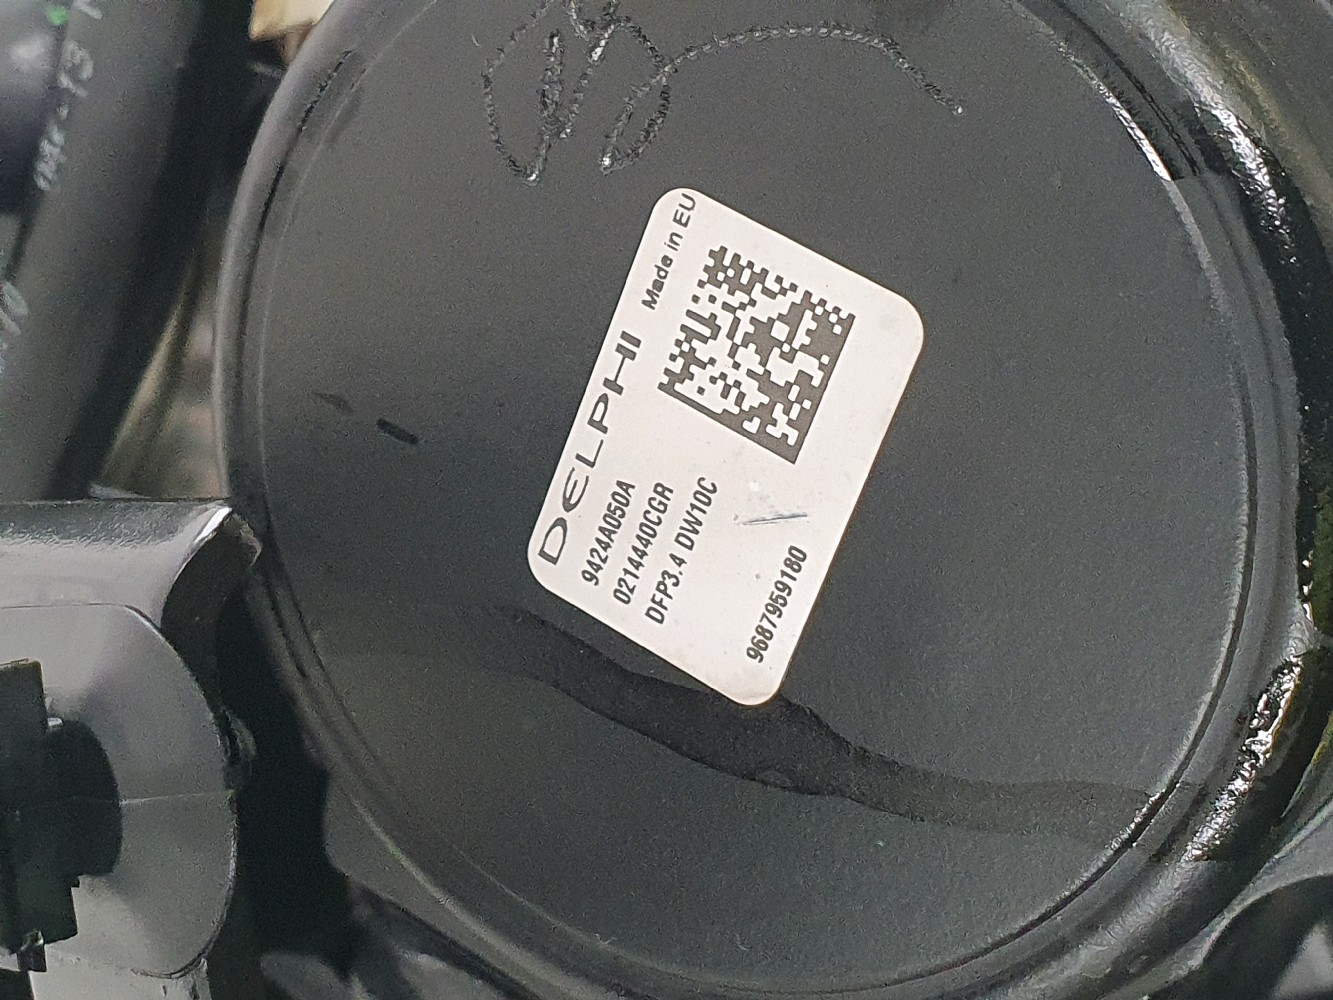 DELPHI Made in EU
9424A050A
0214440CGR
DFP3.4 DW10C
9687959180